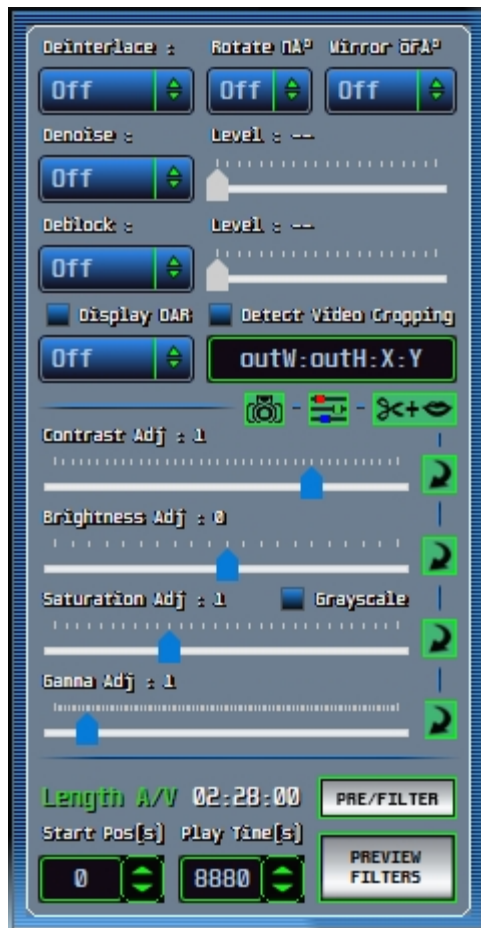 Deinterlace : Rotate Mirror
Off Off Off
Denoise : Level : --
Off
Deblock : Level : --
Off
Display DAR Detect Video Cropping
Off outW:outH:X:Y
Contrast Adj : 1
Brightness Adj : 0
Saturation Adj : 1 Grayscale
Gamma Adj : 1
Length A/V 02:28:00 PRE/FILTER
Start Pos[s] Play Time[s]
0 8880 PREVIEW
FILTERS